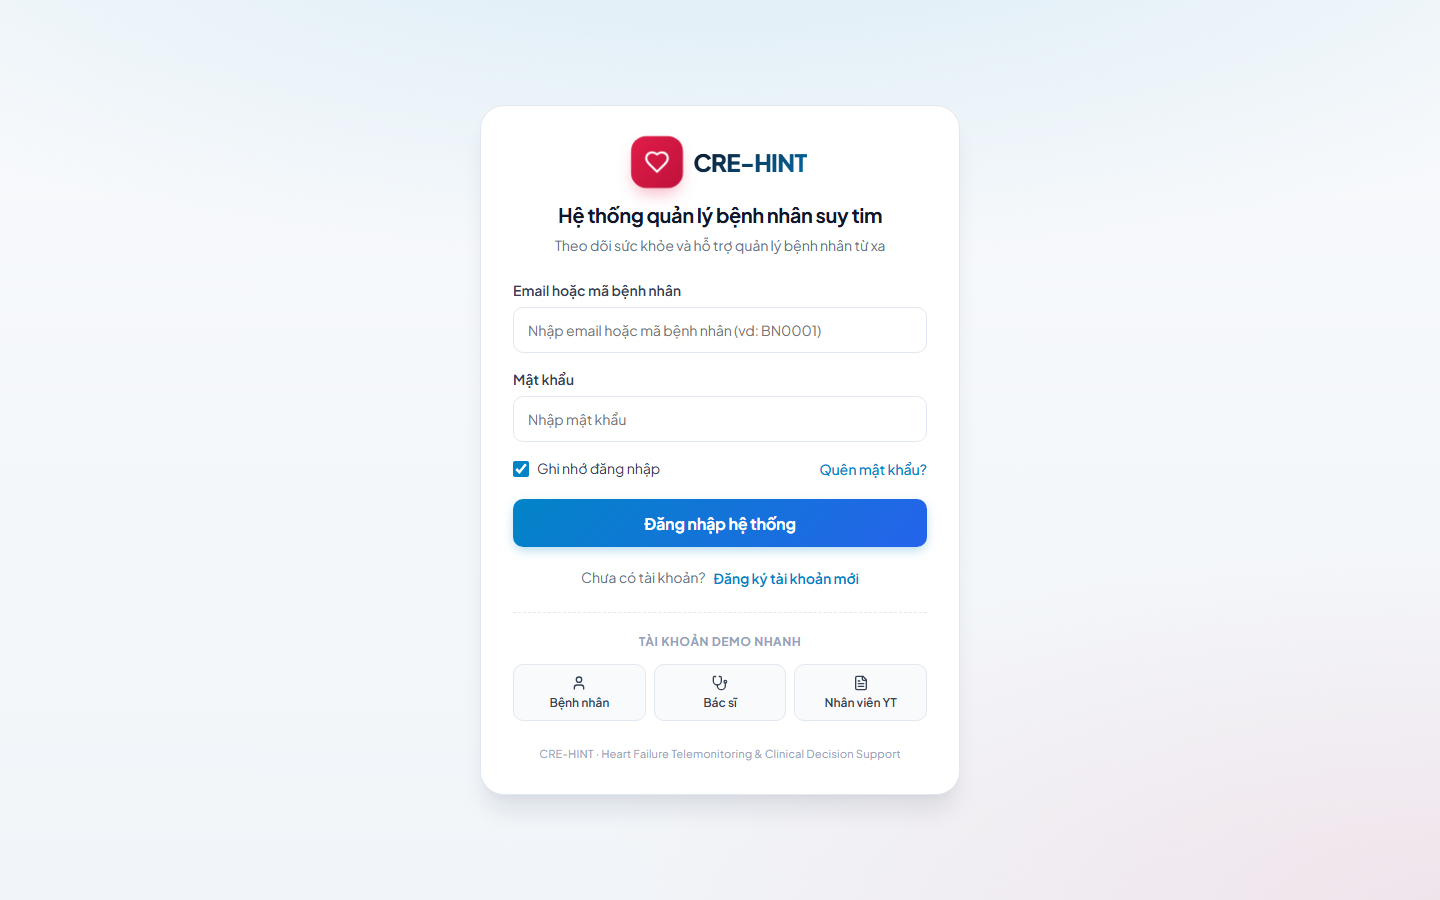 CRE-HINT
Hệ thống quản lý bệnh nhân suy tim
Theo dõi sức khỏe và hỗ trợ quản lý bệnh nhân từ xa
Email hoặc mã bệnh nhân
Nhập email hoặc mã bệnh nhân (vd: BN0001)
Mật khẩu
Nhập mật khẩu
Ghi nhớ đăng nhập Quên mật khẩu?
Đăng nhập hệ thống
Chưa có tài khoản? Đăng ký tài khoản mới
TÀI KHOẢN DEMO NHANH
Bệnh nhân Bác sĩ Nhân viên YT
CRE-HINT · Heart Failure Telemonitoring & Clinical Decision Support